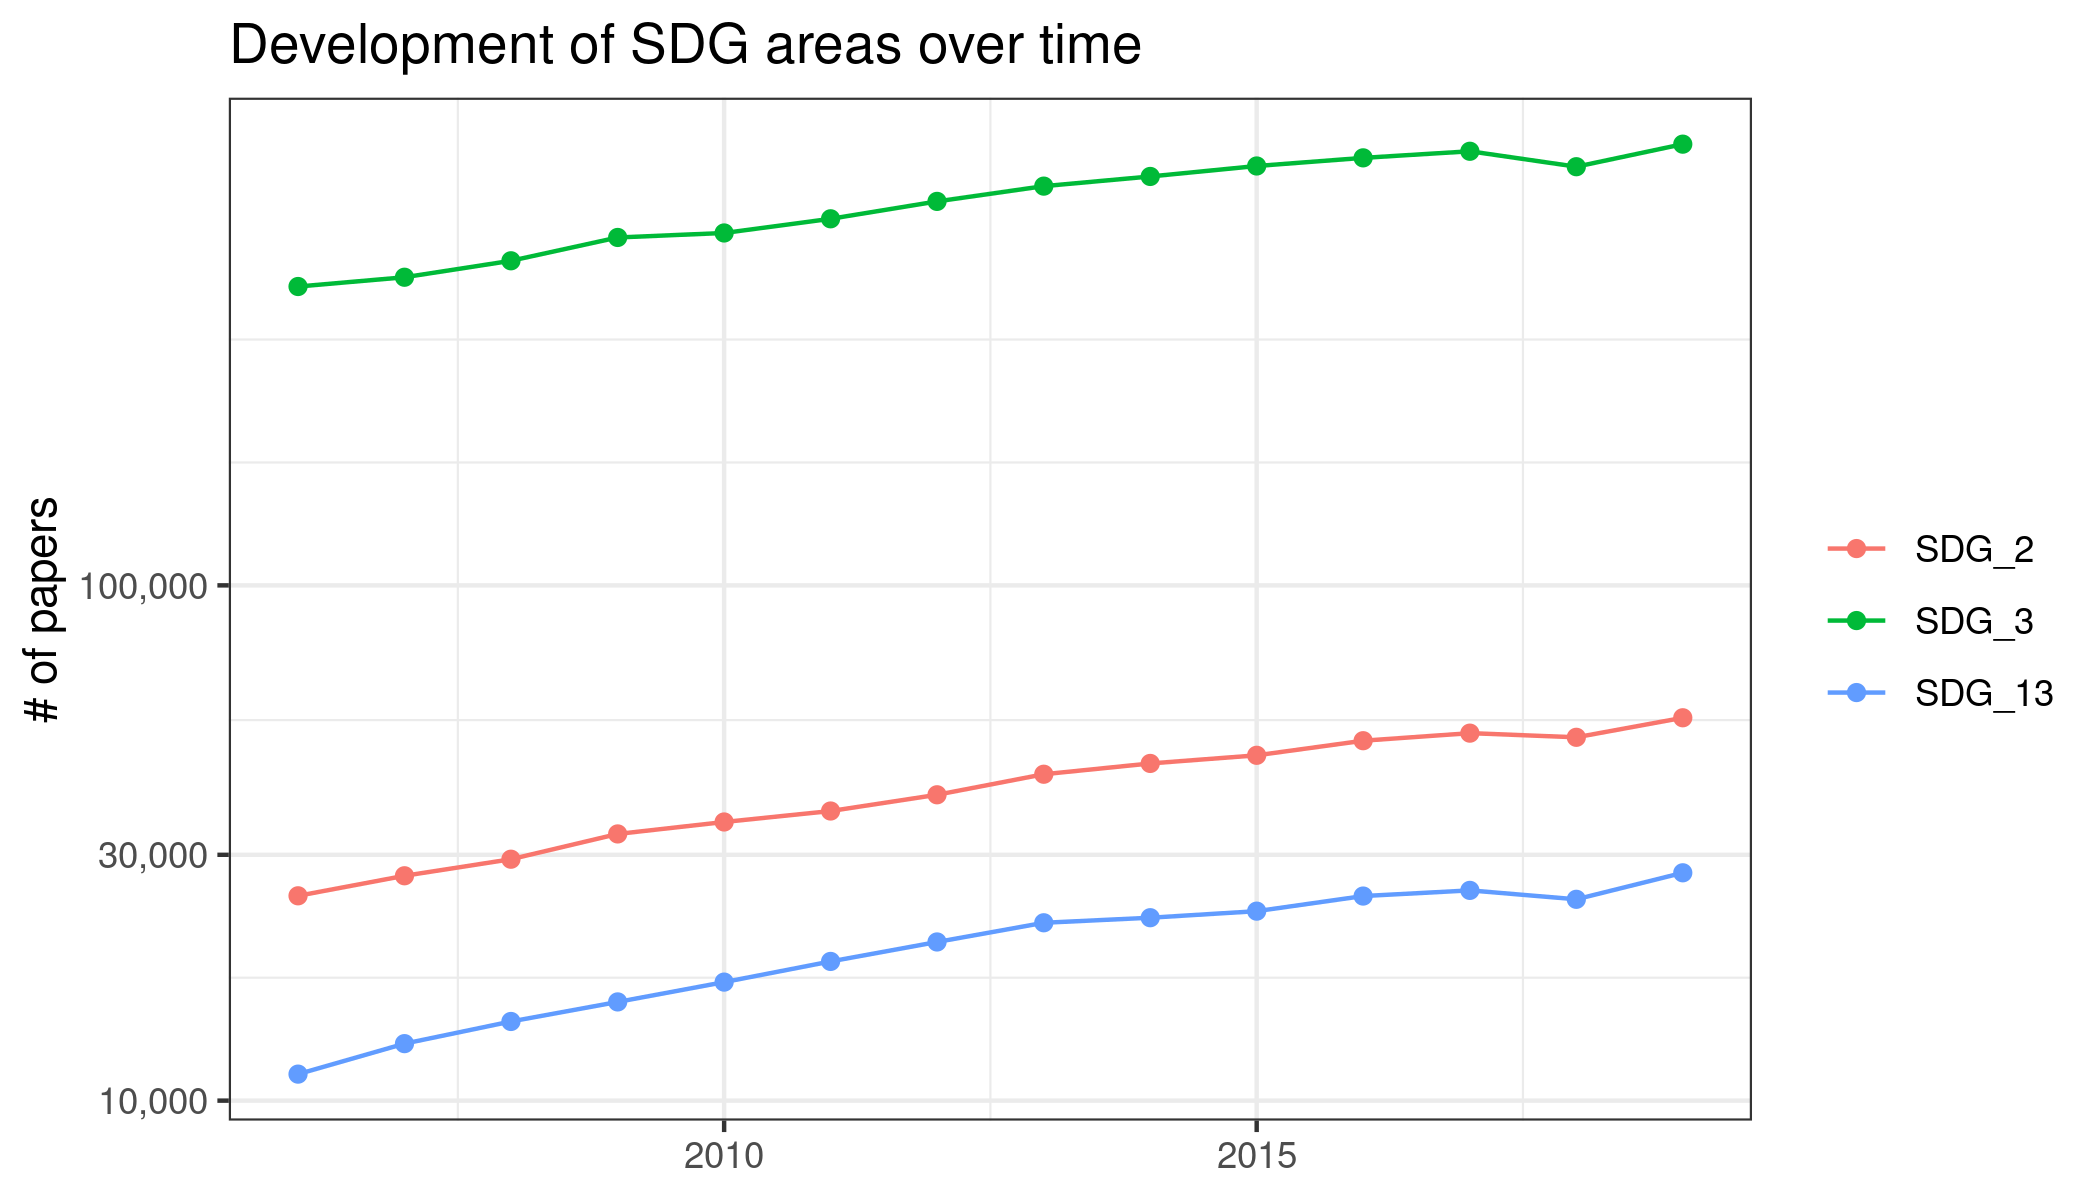 Development of SDG areas over time
# of papers
100,000
30,000
10,000
2010
2015
SDG_2
SDG_3
SDG_13